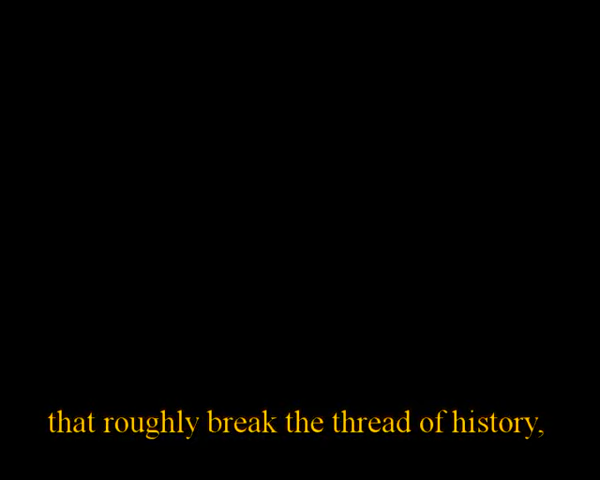 that roughly break the thread of history,